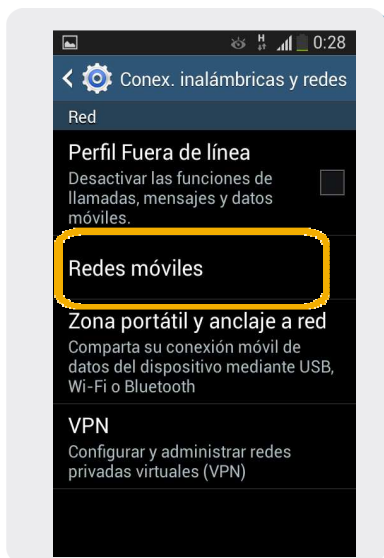 H 0:28
Conex. inalámbricas y redes
Red
Perfil Fuera de línea
Desactivar las funciones de
llamadas, mensajes y datos
móviles.
Redes móviles
Zona portátil y anclaje a red
Comparta su conexión móvil de
datos del dispositivo mediante USB,
Wi-Fi o Bluetooth
VPN
Configurar y administrar redes
privadas virtuales (VPN)